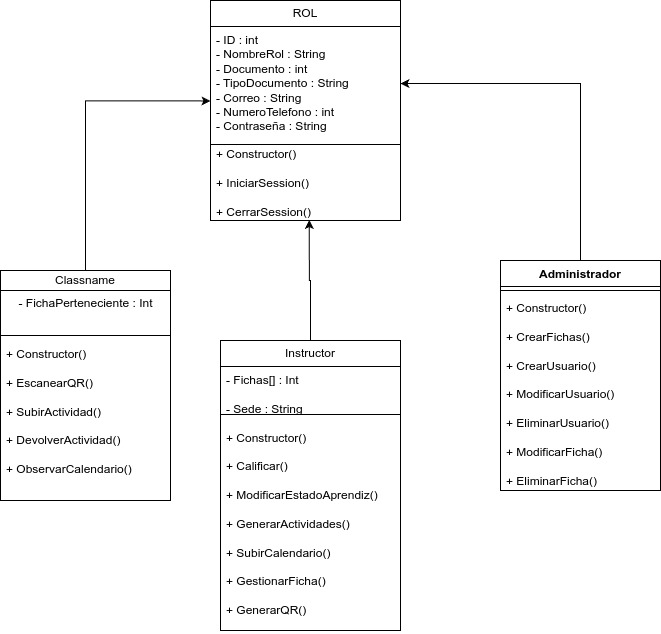 ROL
- ID : int
- NombreRol : String
- Documento : int
- TipoDocumento : String
- Correo : String
- NumeroTelefono : int
- Contraseña : String
+ Constructor()
+ IniciarSession()
+ CerrarSession()
Classname
- FichaPerteneciente : Int
+ Constructor()
+ EscanearQR()
+ SubirActividad()
+ DevolverActividad()
+ ObservarCalendario()
Instructor
- Fichas[] : Int
- Sede : String
+ Constructor()
+ Calificar()
+ ModificarEstadoAprendiz()
+ GenerarActividades()
+ SubirCalendario()
+ GestionarFicha()
+ GenerarQR()
Administrador
+ Constructor()
+ CrearFichas()
+ CrearUsuario()
+ ModificarUsuario()
+ EliminarUsuario()
+ ModificarFicha()
+ EliminarFicha()